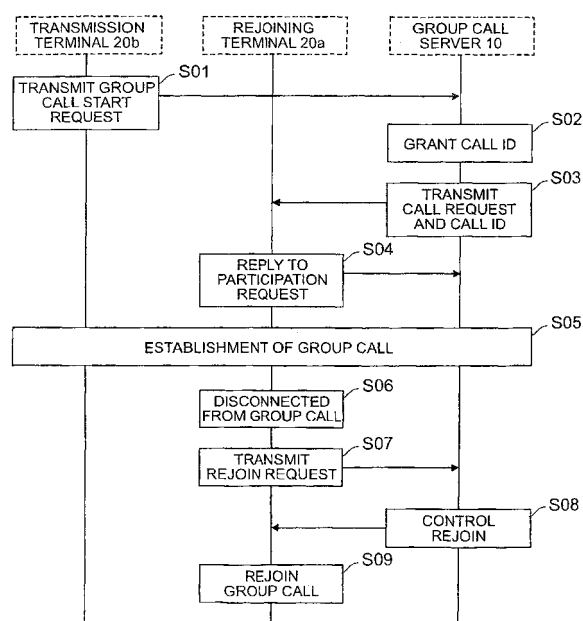 TRANSMISSION
TERMINAL 20b
REJOINING
TERMINAL 20a
GROUP CALL
SERVER 10
S01
TRANSMIT GROUP
CALL START
REQUEST
S02
GRANT CALL ID
S03
TRANSMIT
CALL REQUEST
AND CALL ID
S04
REPLY TO
PARTICIPATION
REQUEST
S05
ESTABLISHMENT OF GROUP CALL
S06
DISCONNECTED
FROM GROUP CALL
S07
TRANSMIT
REJOIN REQUEST
S08
CONTROL
REJOIN
S09
REJOIN
GROUP CALL